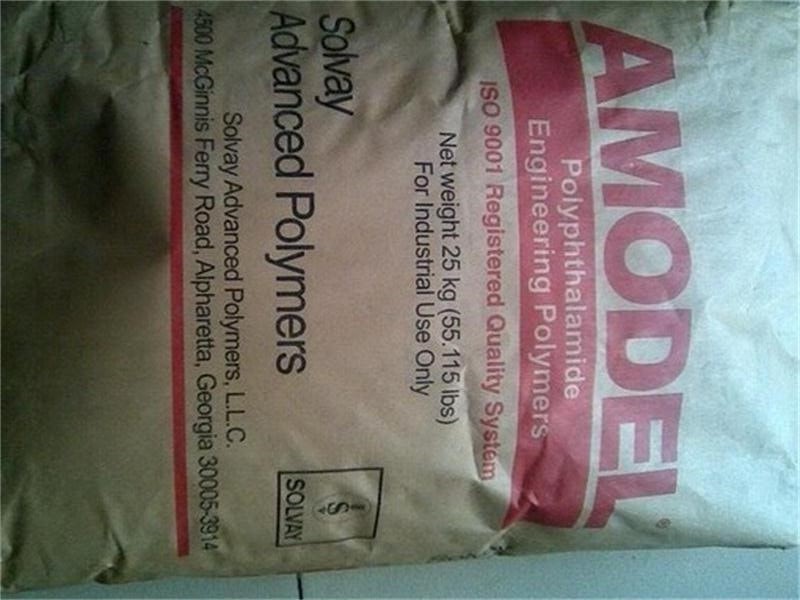 AMODEL®
Polyphthalamide
Engineering Polymers
ISO 9001 Registered Quality System
Net weight 25 kg (55.115 lbs)
For Industrial Use Only
Solvay
Advanced Polymers
Solvay Advanced Polymers, L.L.C.
4500 McGinnis Ferry Road, Alpharetta, Georgia 30005-3914
S
SOLVAY